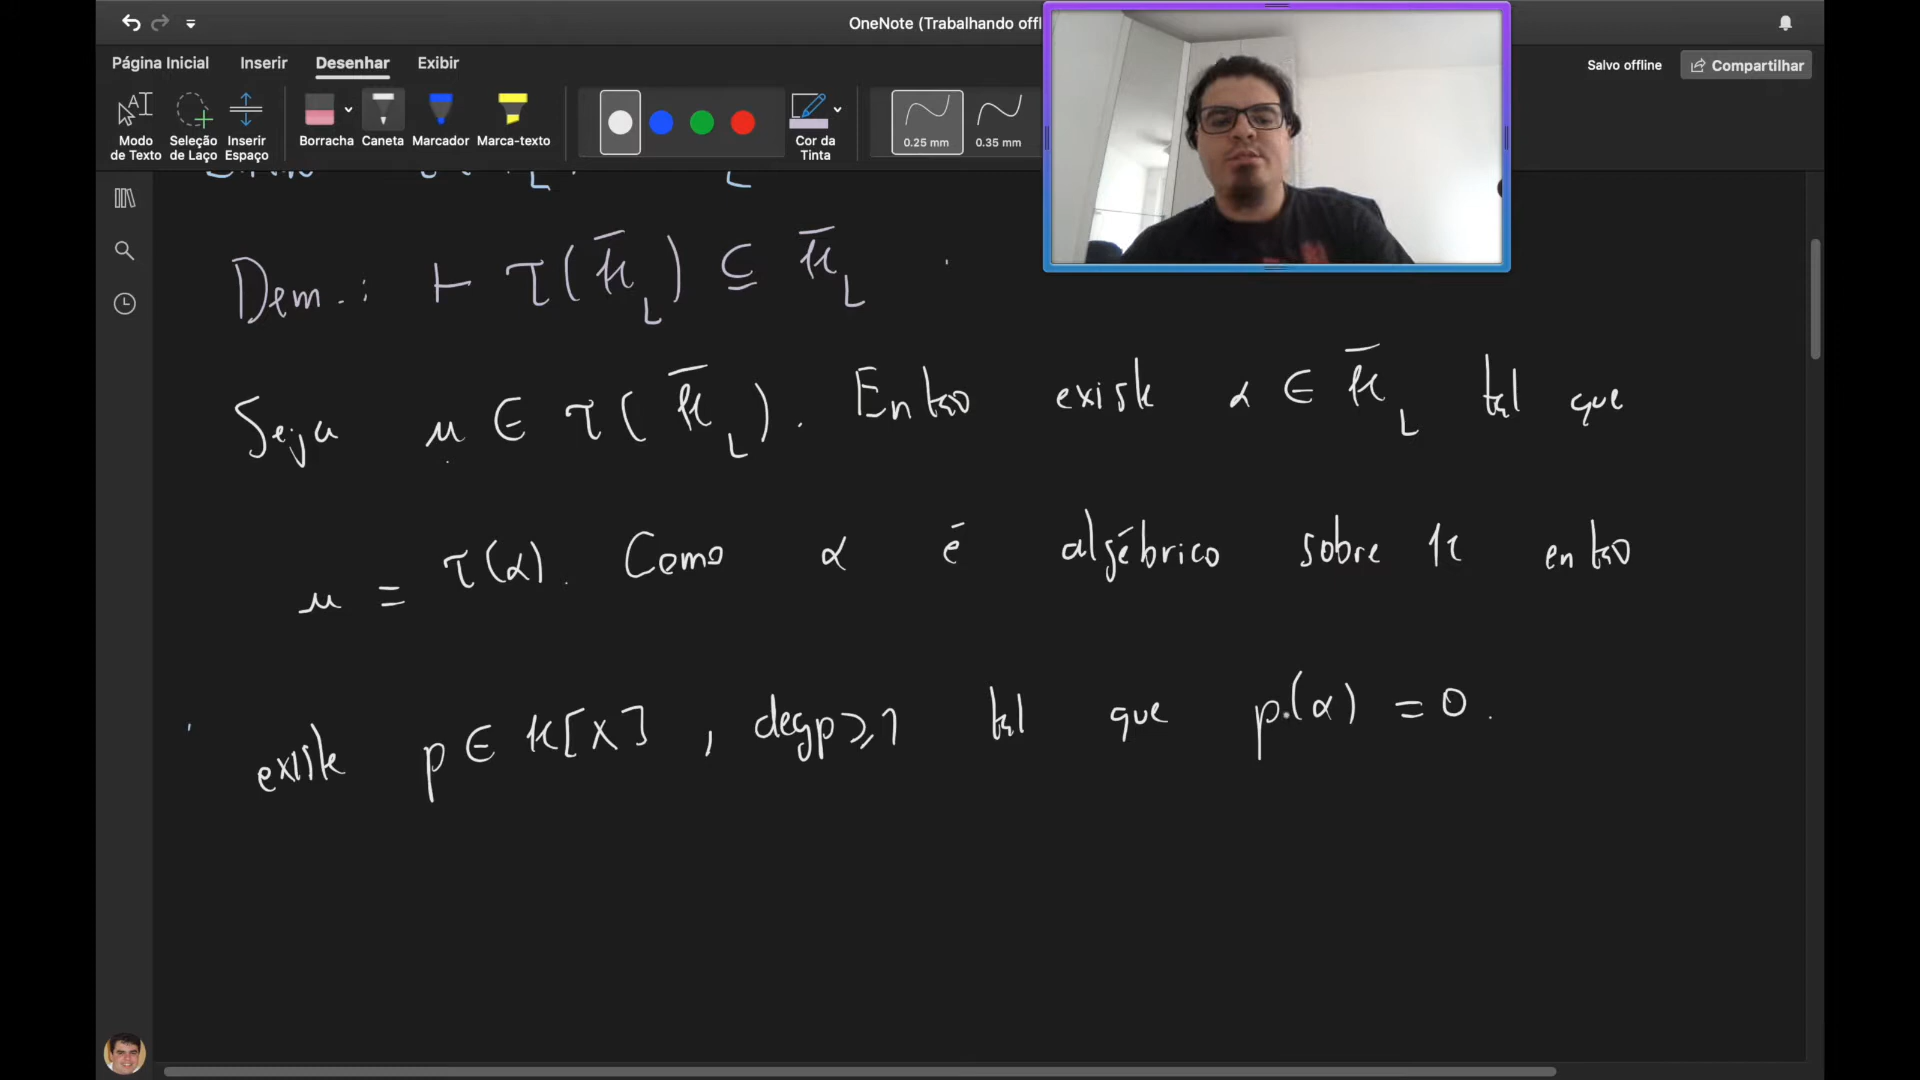 OneNote (Trabalhando offl
Página Inicial Inserir Desenhar Exibir
Salvo offline Compartilhar
Modo de Texto Seleção de Laço Inserir Espaço Borracha Caneta Marcador Marca-texto Cor da Tinta 0.25 mm 0.35 mm
Dem.: ⊢ τ(k̄_L) ⊆ k̄_L
Seja u ∈ τ(k̄_L). Então existe α ∈ k̄_L tal que
u = τ(α). Como α é algébrico sobre k então
existe p ∈ k[X], deg p ⩾ 1 tal que p(α) = 0.